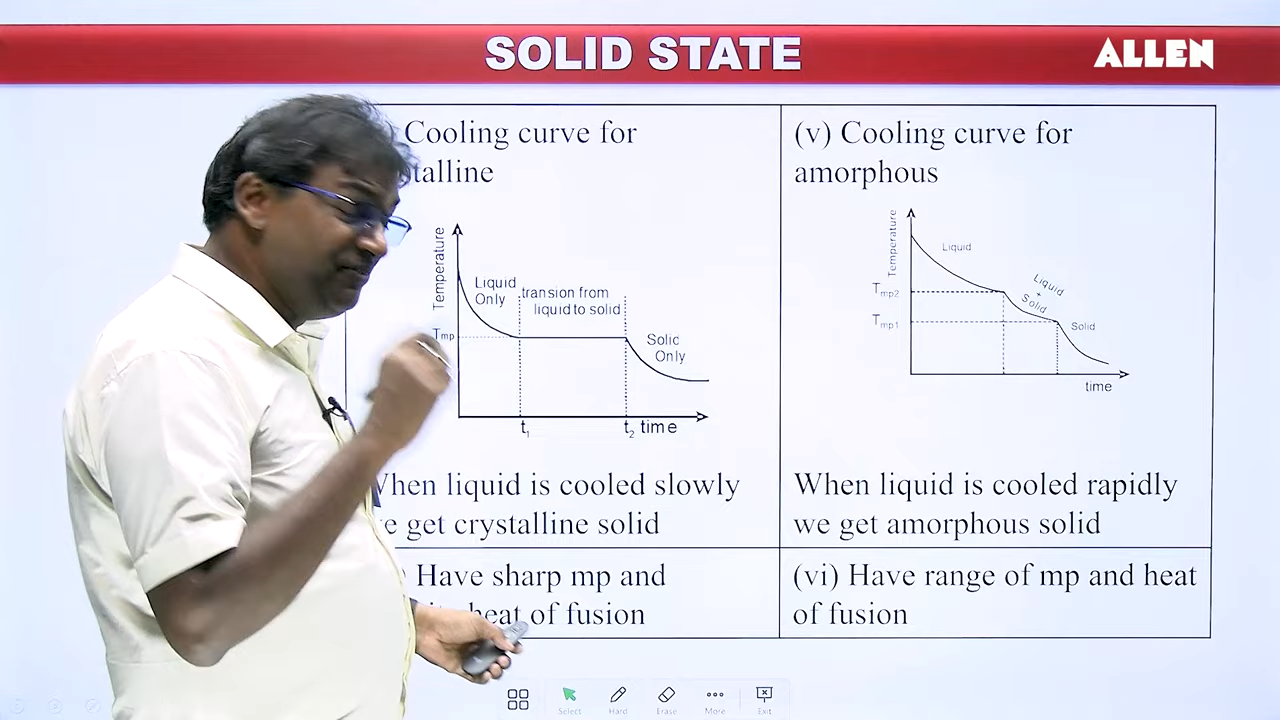 SOLID STATE
ALLEN
Cooling curve for
talline
Temperature
Liquid
Only
transion from
liquid to solid
Tmp
Solid
Only
t1
t2 time
When liquid is cooled slowly
get crystalline solid
Have sharp mp and
heat of fusion
(v) Cooling curve for
amorphous
Temperature
Liquid
Liquid
+
Solid
Tmp2
Tmp1
Solid
time
When liquid is cooled rapidly
we get amorphous solid
(vi) Have range of mp and heat
of fusion
Select
Hard
Erase
More
Exit